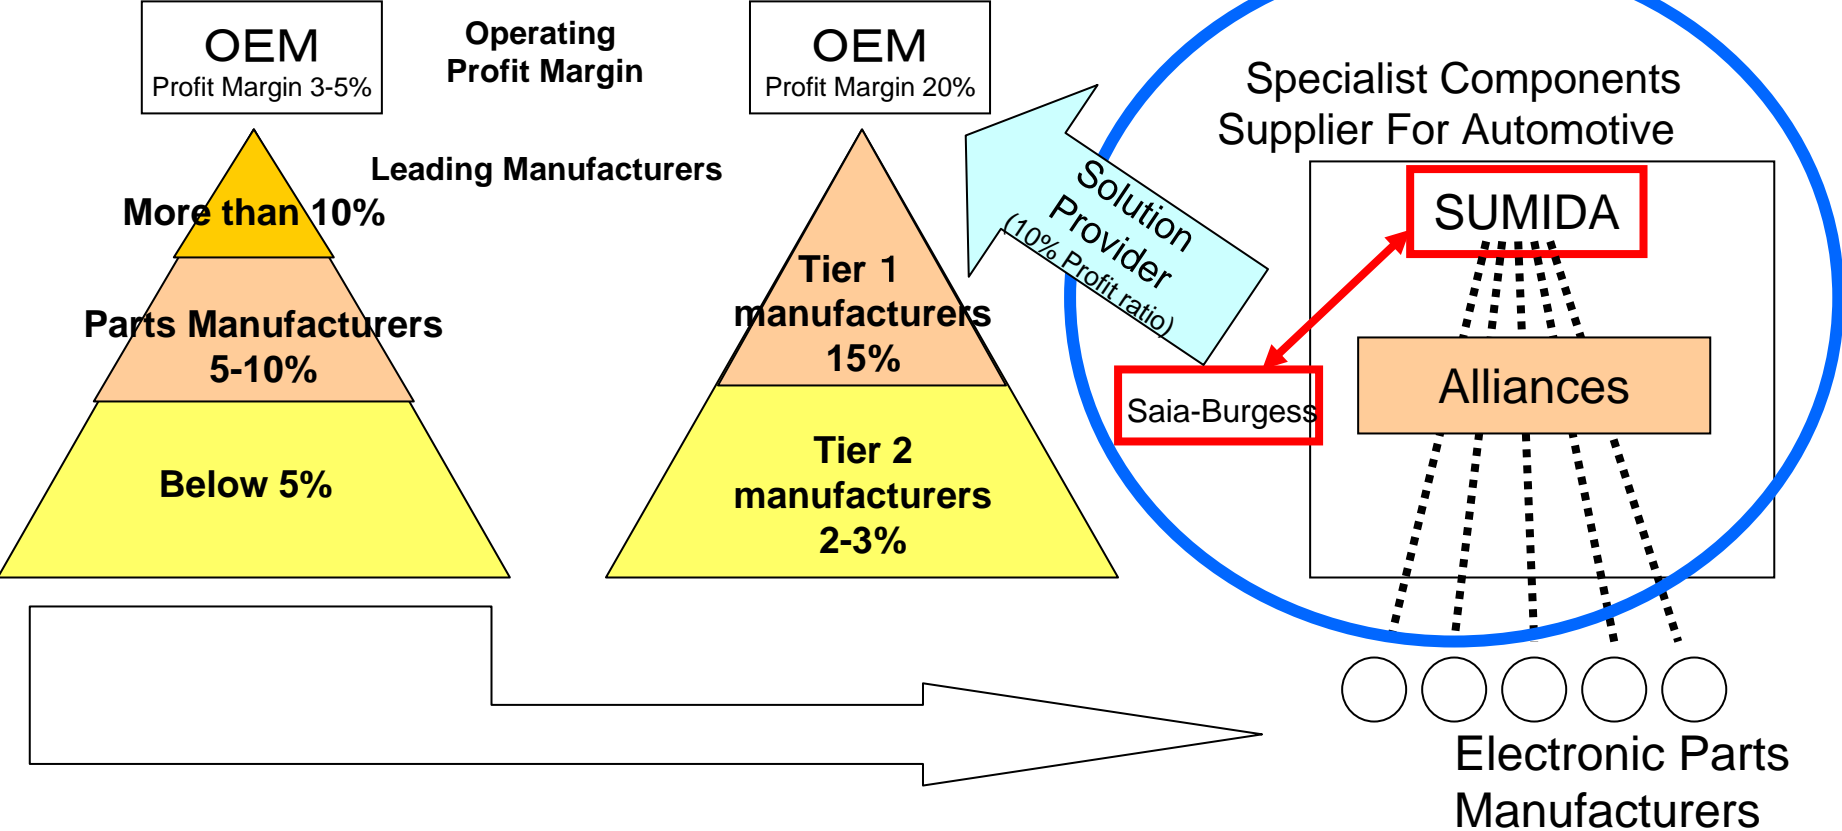 OEM
Profit Margin 3-5%
Operating
Profit Margin
OEM
Profit Margin 20%
Leading Manufacturers
More than 10%
Parts Manufacturers
5-10%
Below 5%
Tier 1
manufacturers
15%
Tier 2
manufacturers
2-3%
Solution
Provider
(10% Profit ratio)
Specialist Components
Supplier For Automotive
SUMIDA
Saia-Burgess
Alliances
Electronic Parts
Manufacturers